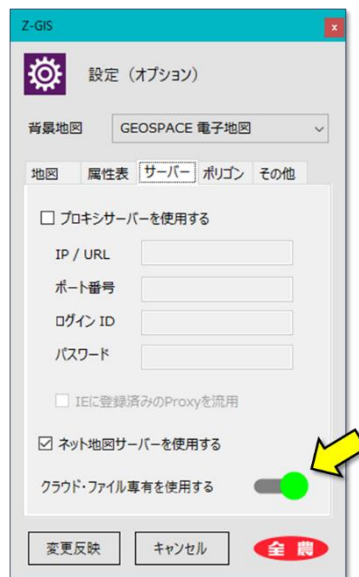 Z-GIS
x
設定（オプション）
背景地図 GEOSPACE 電子地図
地図 属性表 サーバー ポリゴン その他
プロキシサーバーを使用する
IP / URL
ポート番号
ログイン ID
パスワード
IEに登録済みのProxyを流用
ネット地図サーバーを使用する
クラウド・ファイル専有を使用する
変更反映 キャンセル 全農